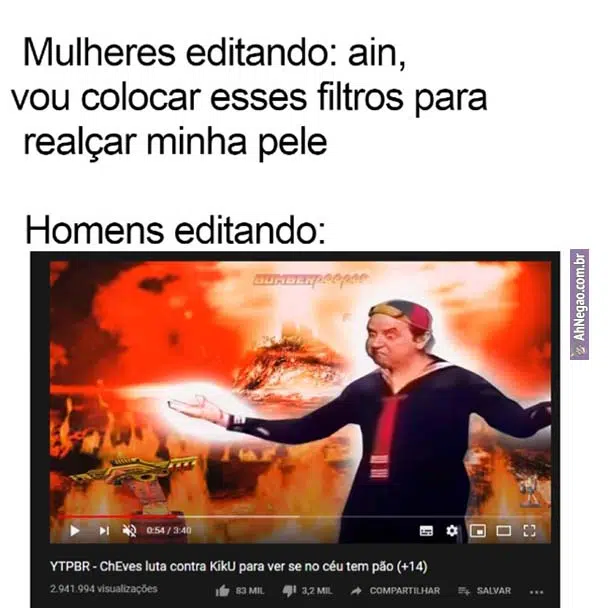 Mulheres editando: ain,
vou colocar esses filtros para
realçar minha pele
Homens editando:
AhNegao.com.br
0:54 / 3:40
YTPBR - ChEves luta contra KikU para ver se no céu tem pão (+14)
2.941.994 visualizações
83 MIL
3,2 MIL
COMPARTILHAR
SALVAR